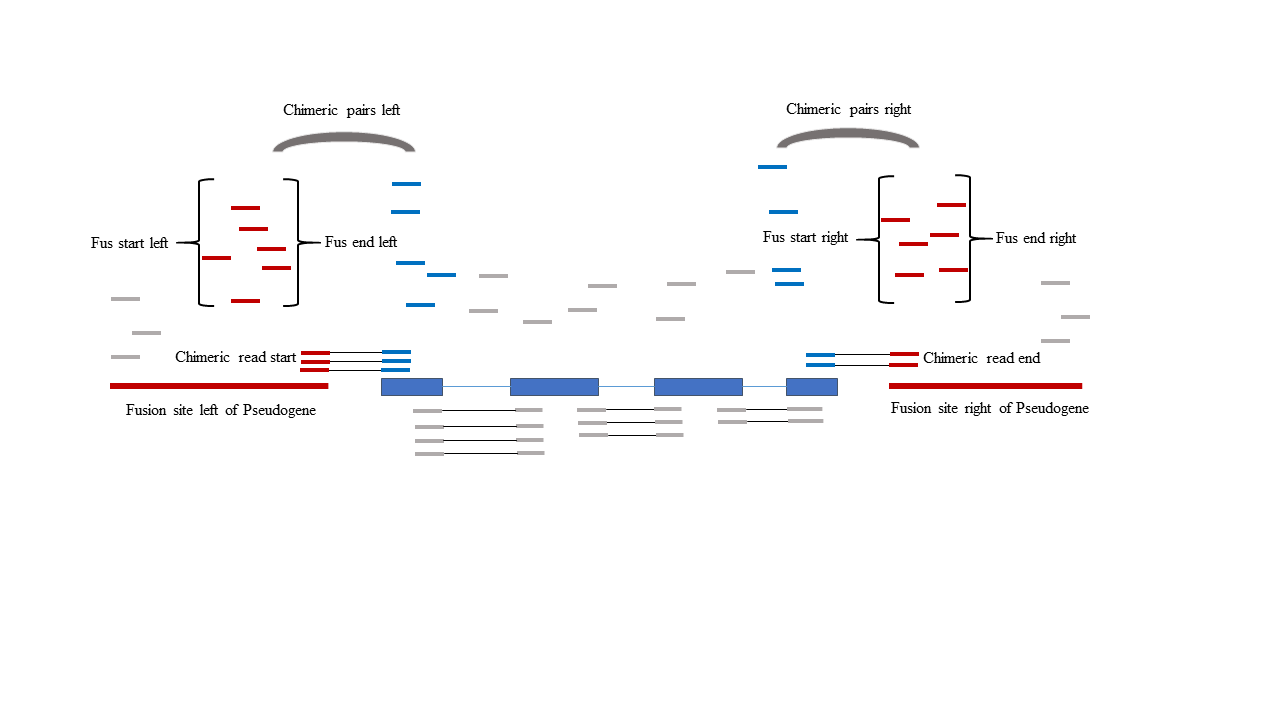 Chimeric pairs left
Chimeric pairs right
Fus start left
Fus end left
Fus start right
Fus end right
Chimeric read start
Chimeric read end
Fusion site left of Pseudogene
Fusion site right of Pseudogene